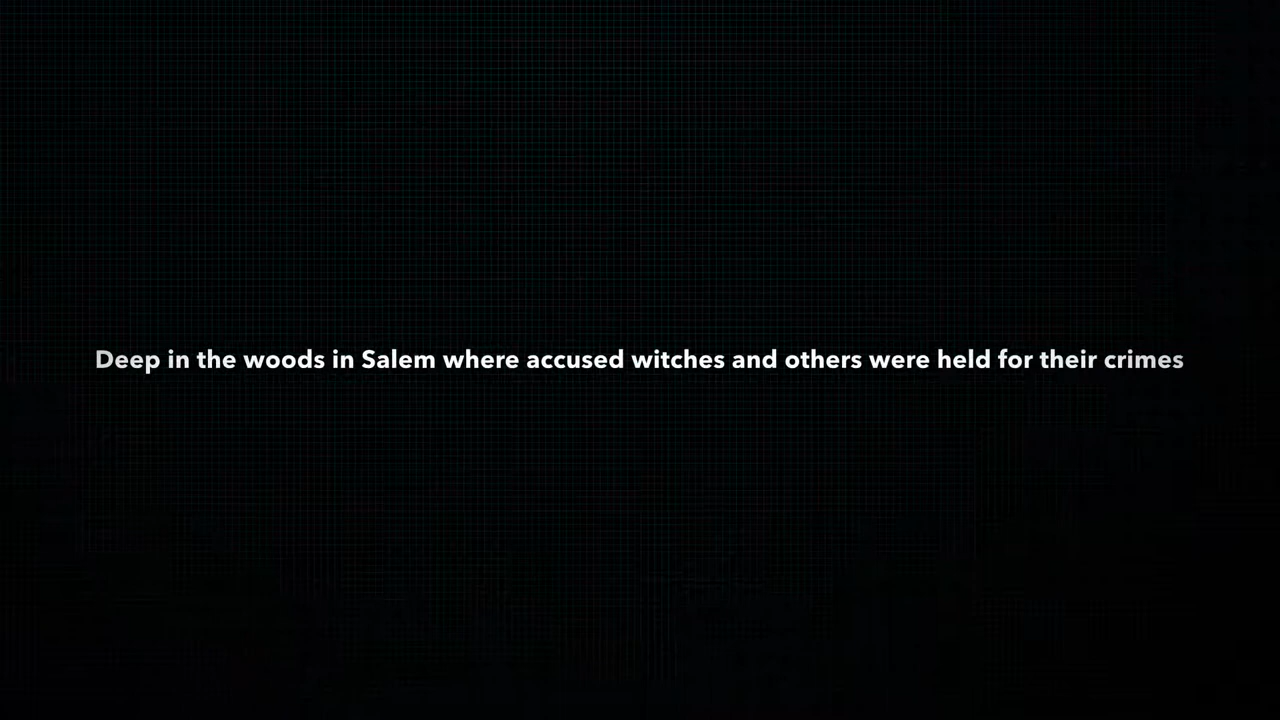 Deep in the woods in Salem where accused witches and others were held for their crimes